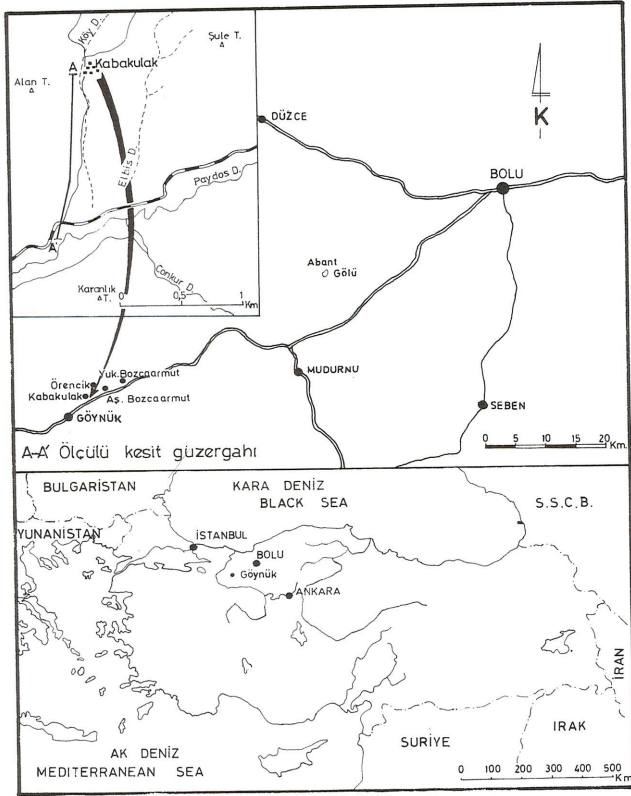 Köy D.
Şule T.
A
Kabakulak
Alan T.
Elbis D.
Paydos D.
A'
Çonkur D.
Karanlık
T.
0 0,5 1
Km.
DÜZCE
K
BOLU
Abant
Gölü
Yuk. Bozcaarmut
Örencik
Kabakulak
Aş. Bozcaarmut
GÖYNÜK
MUDURNU
SEBEN
A-A' Ölçülü kesit güzergahı
0 5 10 15 20
Km.
BULGARİSTAN
KARA DENİZ
BLACK SEA
S.S.C.B.
YUNANİSTAN
İSTANBUL
BOLU
Göynük
ANKARA
İRAN
SURİYE
IRAK
AK DENİZ
MEDITERRANEAN SEA
0 100 200 300 400 500
Km